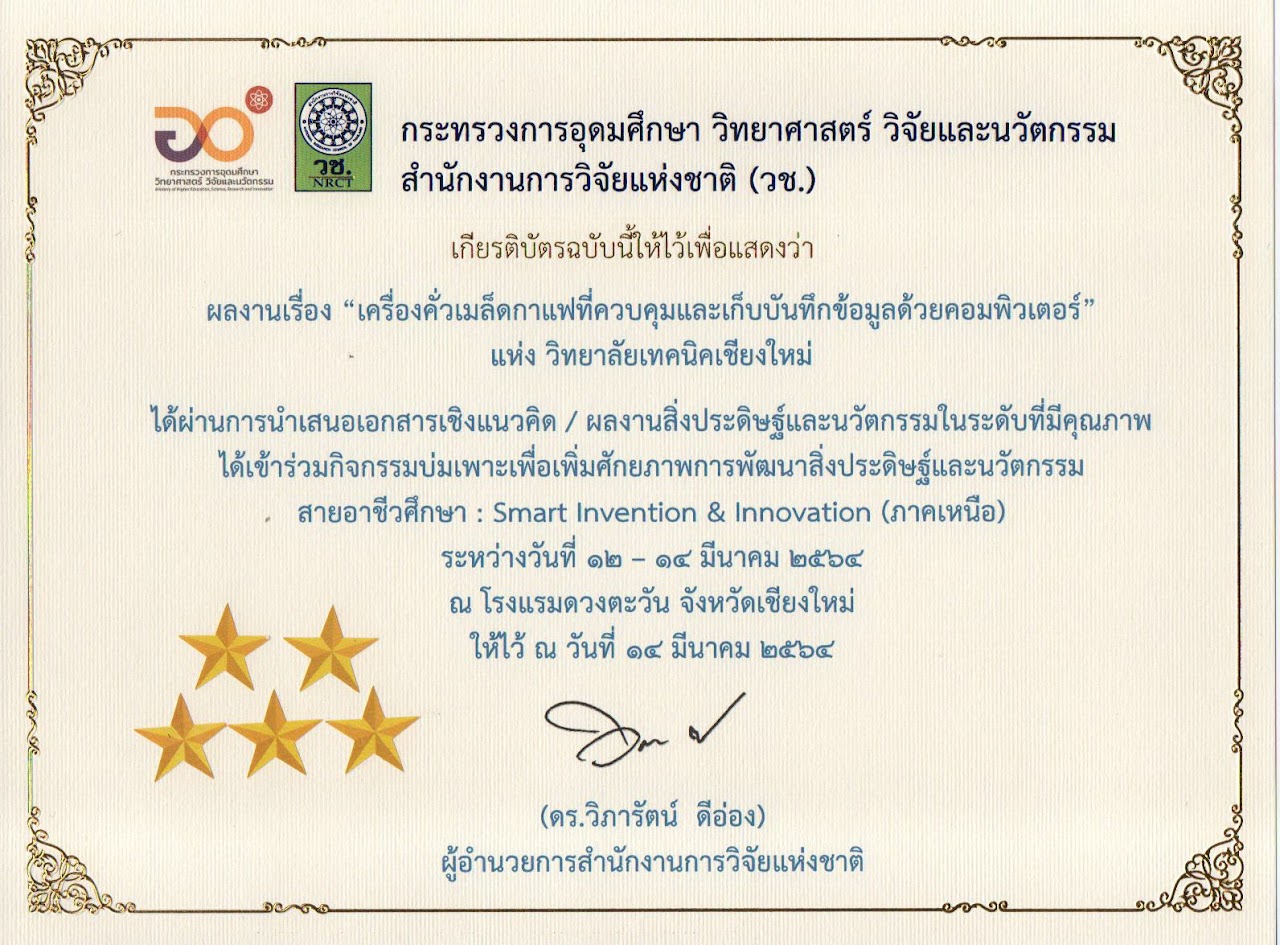 กระทรวงการอุดมศึกษา
วิทยาศาสตร์ วิจัยและนวัตกรรม
Ministry of Higher Education, Science, Research and Innovation
วช.
NRCT
กระทรวงการอุดมศึกษา วิทยาศาสตร์ วิจัยและนวัตกรรม
สำนักงานการวิจัยแห่งชาติ (วช.)
เกียรติบัตรฉบับนี้ให้ไว้เพื่อแสดงว่า
ผลงานเรื่อง “เครื่องคั่วเมล็ดกาแฟที่ควบคุมและเก็บบันทึกข้อมูลด้วยคอมพิวเตอร์”
แห่ง วิทยาลัยเทคนิคเชียงใหม่
ได้ผ่านการนำเสนอเอกสารเชิงแนวคิด / ผลงานสิ่งประดิษฐ์และนวัตกรรมในระดับที่มีคุณภาพ
ได้เข้าร่วมกิจกรรมบ่มเพาะเพื่อเพิ่มศักยภาพการพัฒนาสิ่งประดิษฐ์และนวัตกรรม
สายอาชีวศึกษา : Smart Invention & Innovation (ภาคเหนือ)
ระหว่างวันที่ ๑๒ – ๑๔ มีนาคม ๒๕๖๔
ณ โรงแรมดวงตะวัน จังหวัดเชียงใหม่
ให้ไว้ ณ วันที่ ๑๔ มีนาคม ๒๕๖๔
(ดร.วิภารัตน์ ดีอ่อง)
ผู้อำนวยการสำนักงานการวิจัยแห่งชาติ